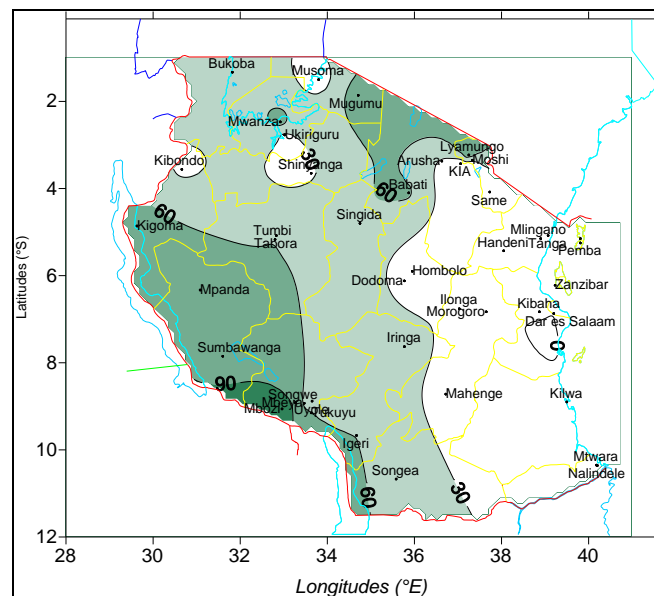 Bukoba
Musoma
2
Mugumu
Mwanza
Ukiriguru
Lyamungo
Kibondo
30
Shinyanga
Arusha
Moshi
KIA
4
60
Babati
Same
60
Kigoma
Singida
Tumbi
Tabora
Mlingano
Handeni
Tanga
Pemba
Latitudes (°S)
6
Hombolo
Dodoma
Zanzibar
Mpanda
Ilonga
Morogoro
Kibaha
Dar es Salaam
Iringa
0
Sumbawanga
8
90
Songwe
Mbeya
Mbozi
Uyole
Tukuyu
Mahenge
Kilwa
10
Igeri
Songea
30
60
Mtwara
Nalindele
12
28
30
32
34
36
38
40
Longitudes (°E)